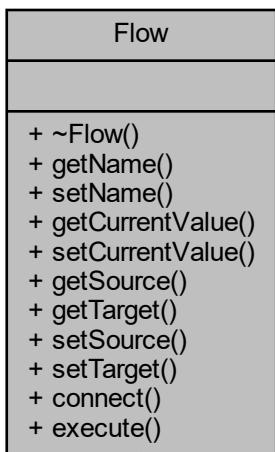 Flow
+ ~Flow()
+ getName()
+ setName()
+ getCurrentValue()
+ setCurrentValue()
+ getSource()
+ getTarget()
+ setSource()
+ setTarget()
+ connect()
+ execute()